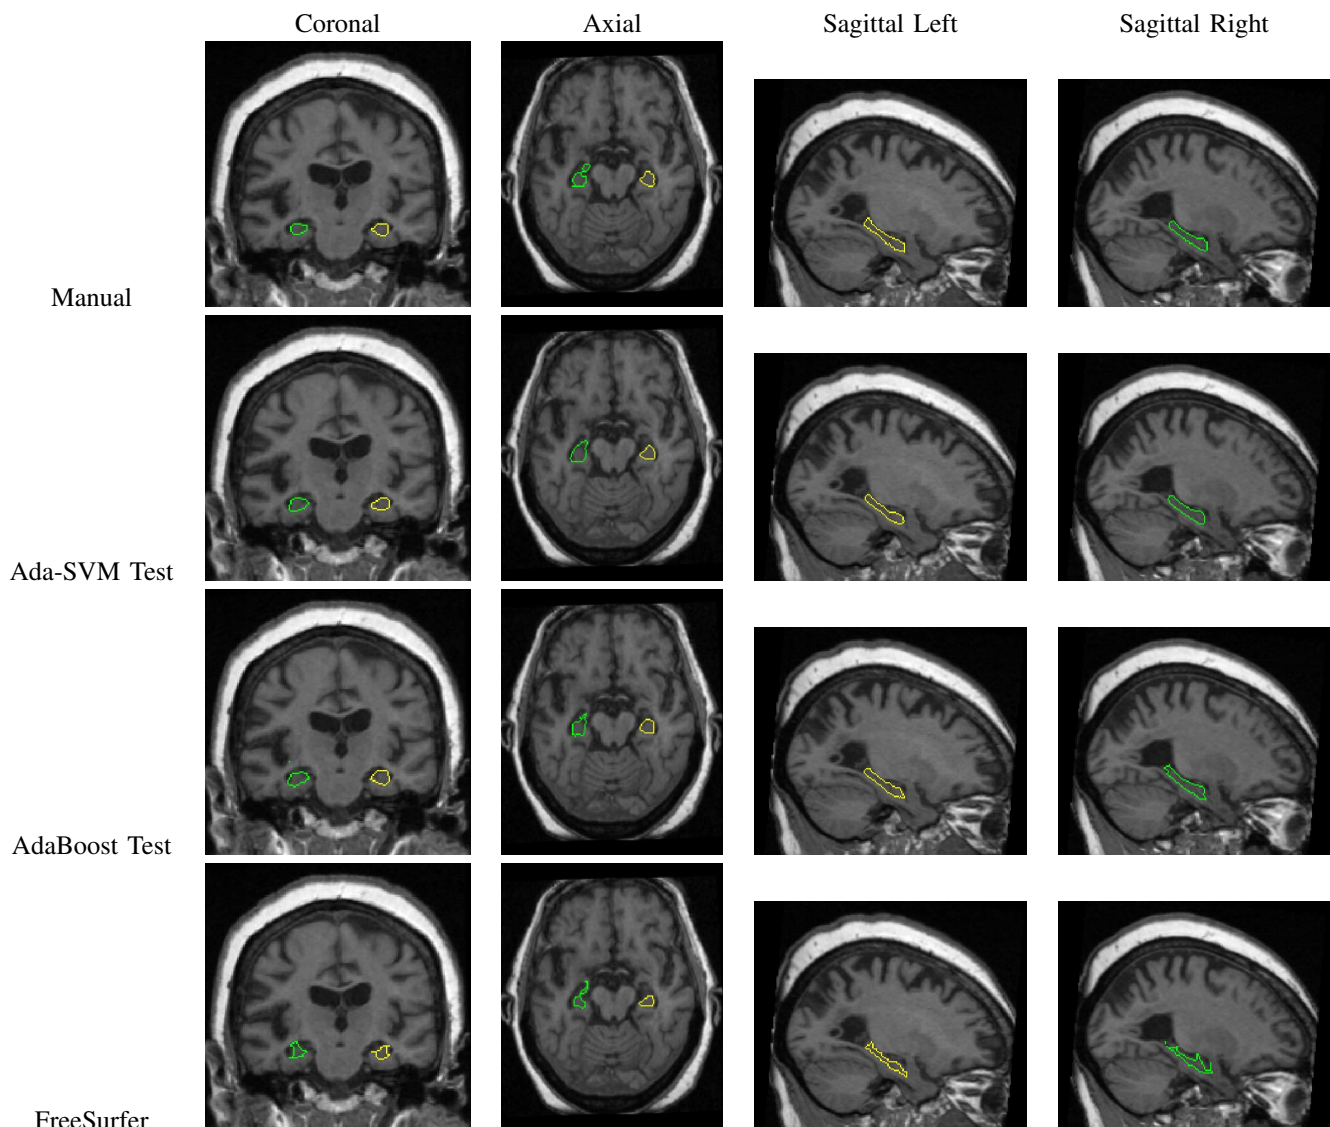 Coronal Axial Sagittal Left Sagittal Right
Manual
Ada-SVM Test
AdaBoost Test
FreeSurfer